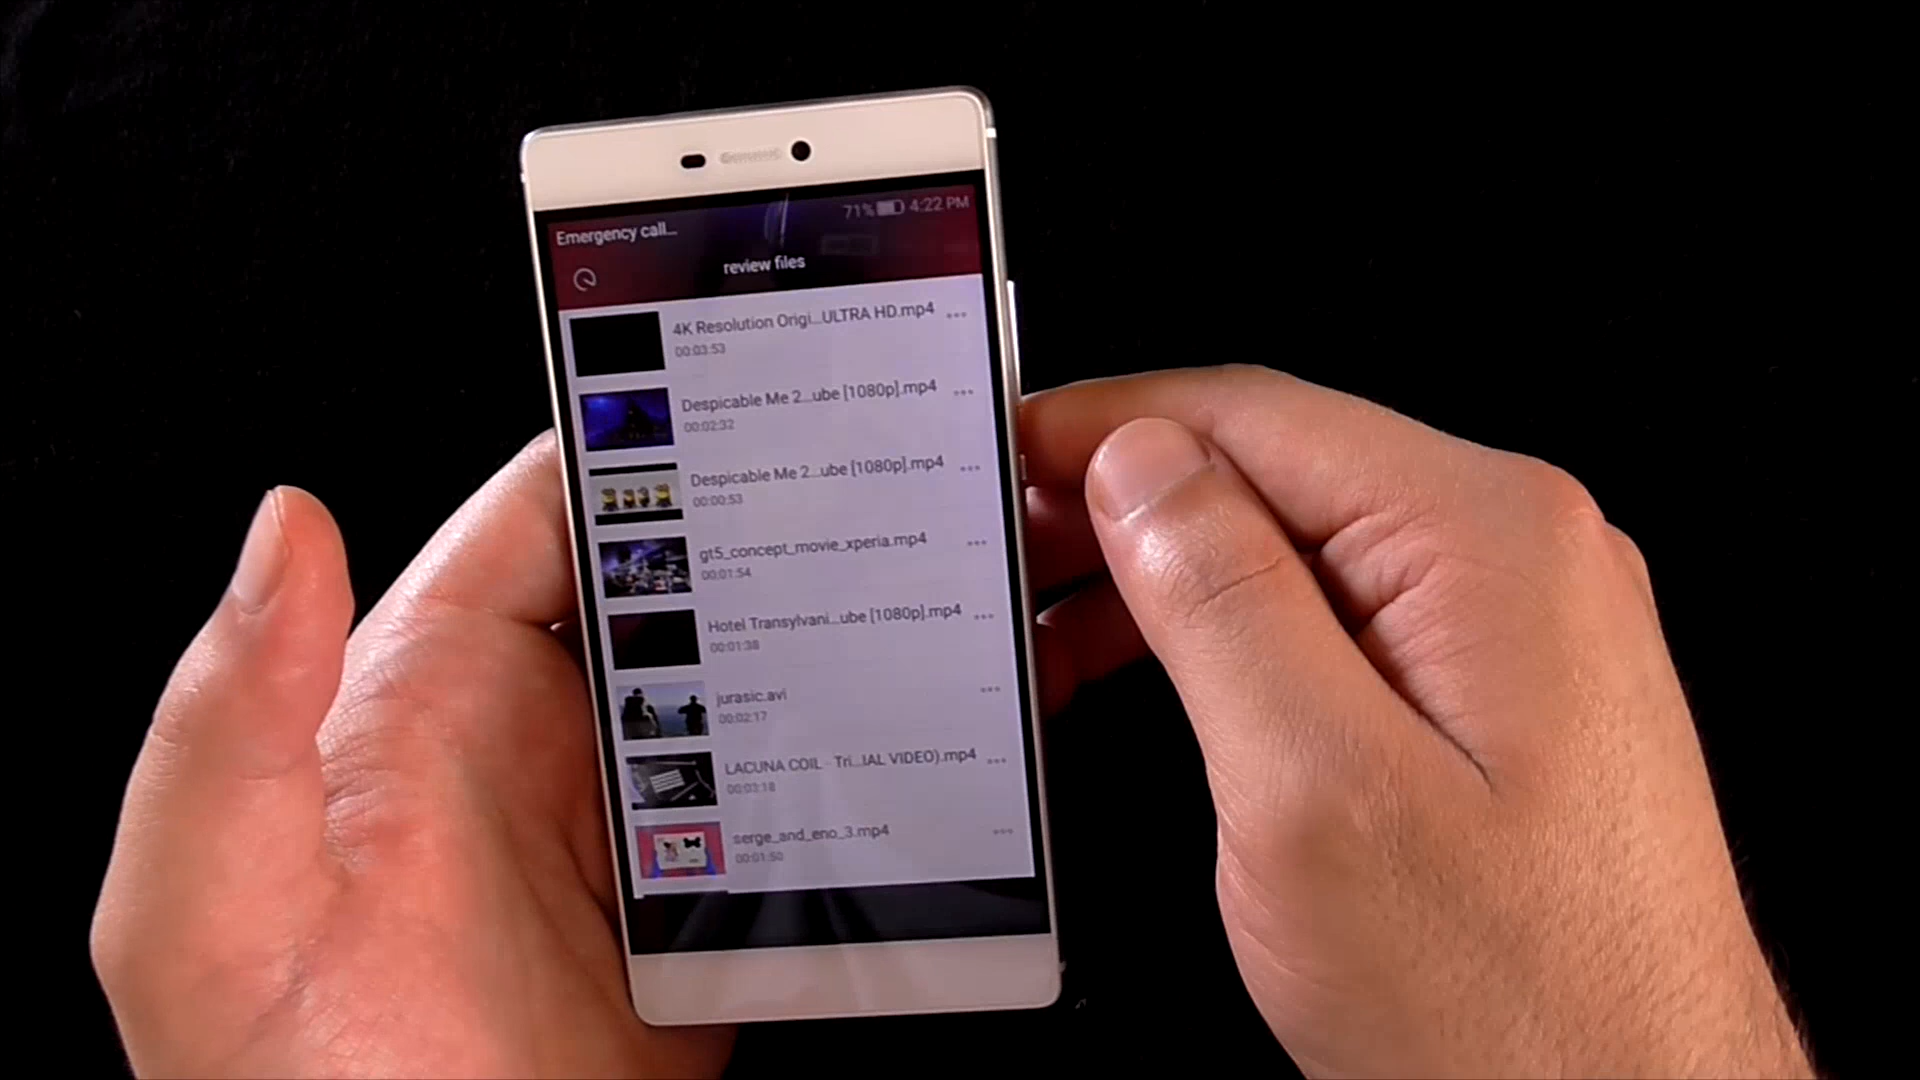 71% 4:22 PM
Emergency call...
review files
4K Resolution Origi...ULTRA HD.mp4
00:03:53
Despicable Me 2...ube [1080p].mp4
00:02:32
Despicable Me 2...ube [1080p].mp4
00:00:53
gt5_concept_movie_xperia.mp4
00:01:54
Hotel Transylvani...ube [1080p].mp4
00:01:38
jurasic.avi
00:02:17
LACUNA COIL - Tri...IAL VIDEO).mp4
00:03:18
serge_and_eno_3.mp4
00:01:50